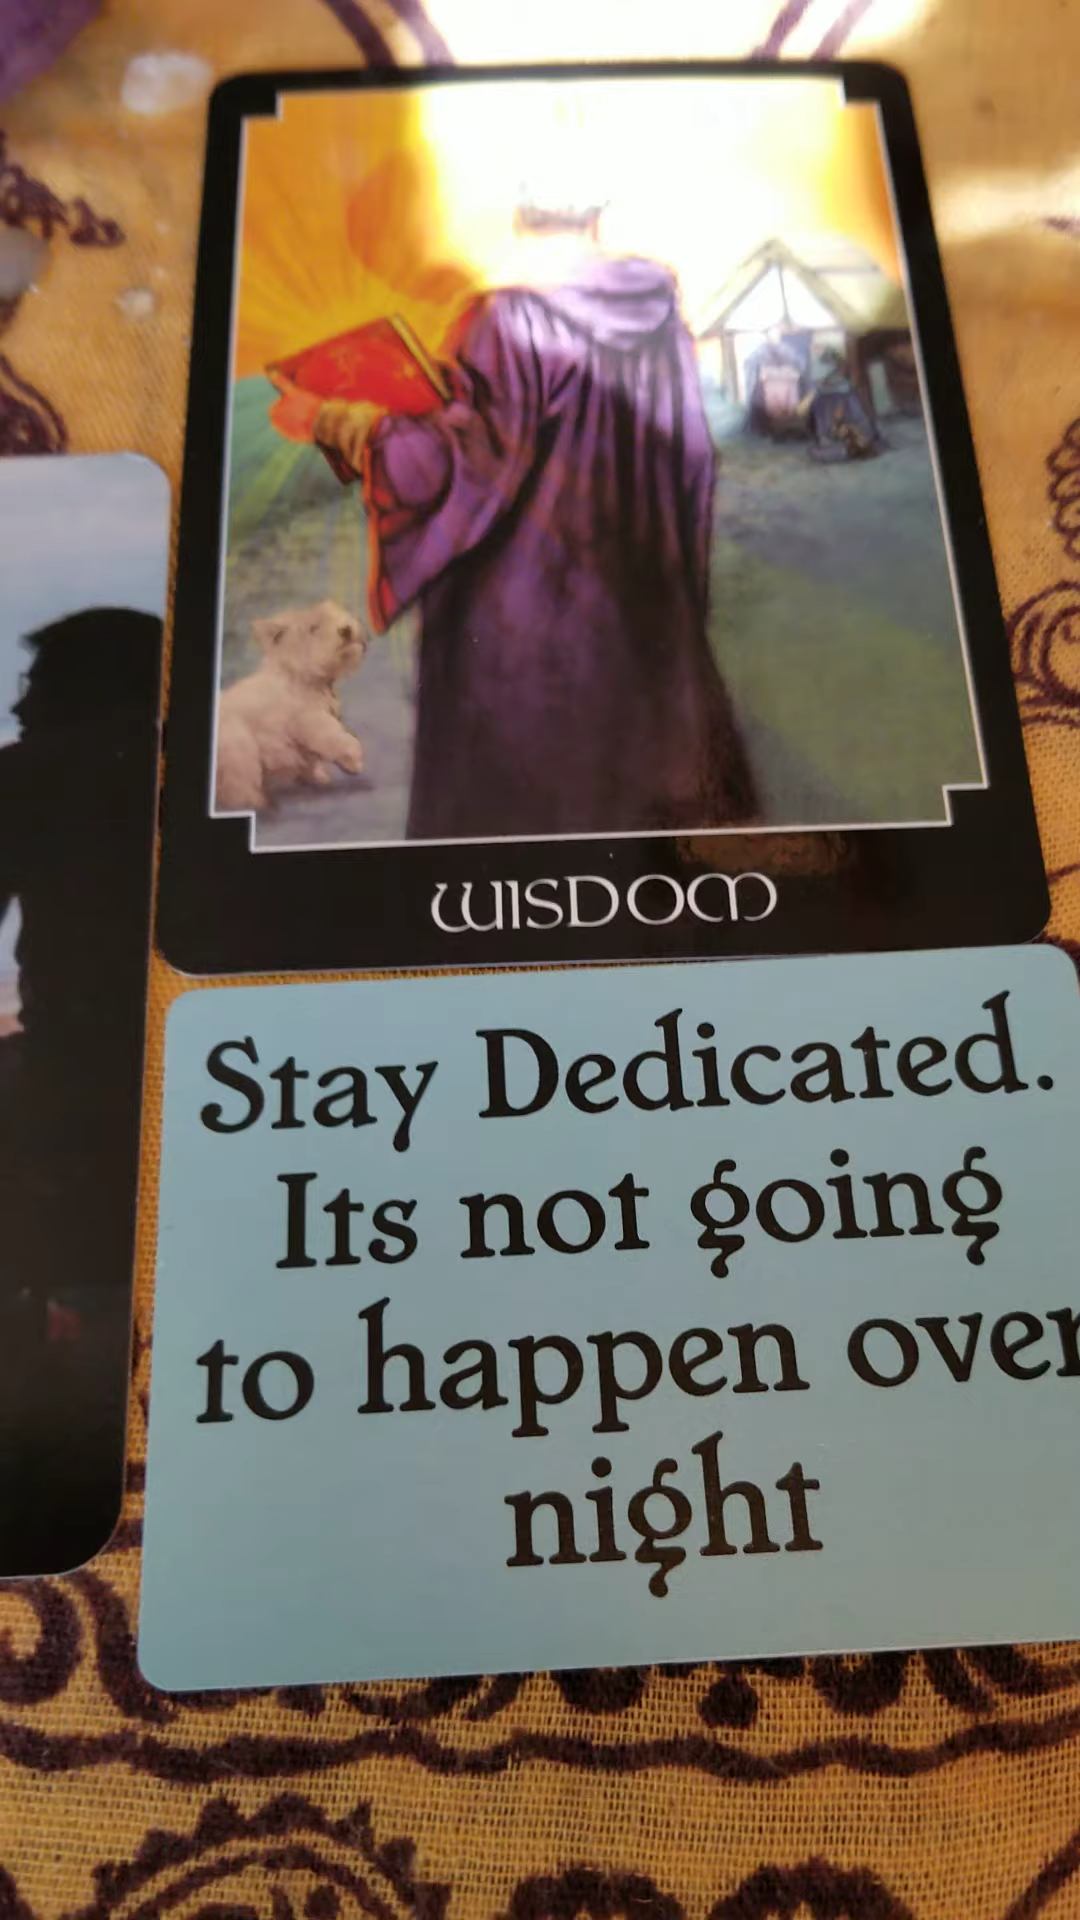 WISDOM
Stay Dedicated.
Its not going
to happen over
night